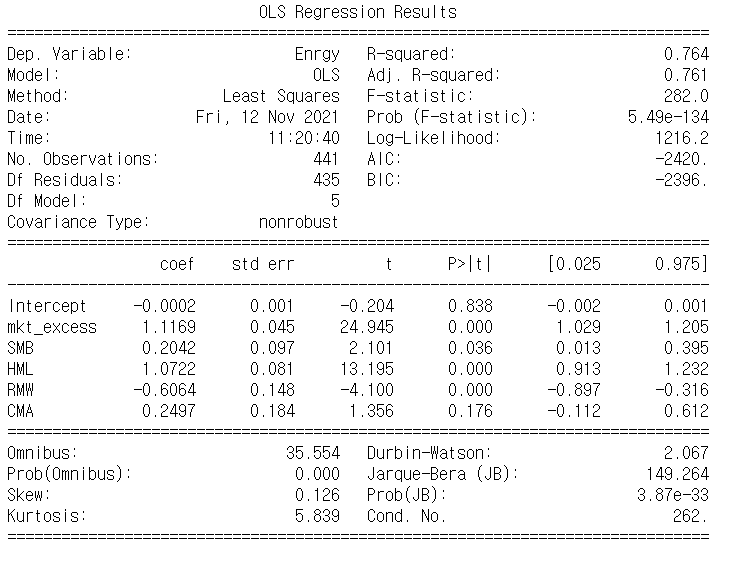 OLS Regression Results
==============================================================================
Dep. Variable:                  Enrgy   R-squared:                       0.764
Model:                            OLS   Adj. R-squared:                  0.761
Method:                 Least Squares   F-statistic:                     282.0
Date:                Fri, 12 Nov 2021   Prob (F-statistic):          5.49e-134
Time:                        11:20:40   Log-Likelihood:                 1216.2
No. Observations:                 441   AIC:                            -2420.
Df Residuals:                     435   BIC:                            -2396.
Df Model:                           5
Covariance Type:            nonrobust
==============================================================================
                 coef    std err          t      P>|t|      [0.025      0.975]
------------------------------------------------------------------------------
Intercept     -0.0002      0.001     -0.204      0.838      -0.002       0.001
mkt_excess     1.1169      0.045     24.945      0.000       1.029       1.205
SMB            0.2042      0.097      2.101      0.036       0.013       0.395
HML            1.0722      0.081     13.195      0.000       0.913       1.232
RMW           -0.6064      0.148     -4.100      0.000      -0.897      -0.316
CMA            0.2497      0.184      1.356      0.176      -0.112       0.612
==============================================================================
Omnibus:                       35.554   Durbin-Watson:                   2.067
Prob(Omnibus):                  0.000   Jarque-Bera (JB):              149.264
Skew:                           0.126   Prob(JB):                     3.87e-33
Kurtosis:                       5.839   Cond. No.                         262.
==============================================================================